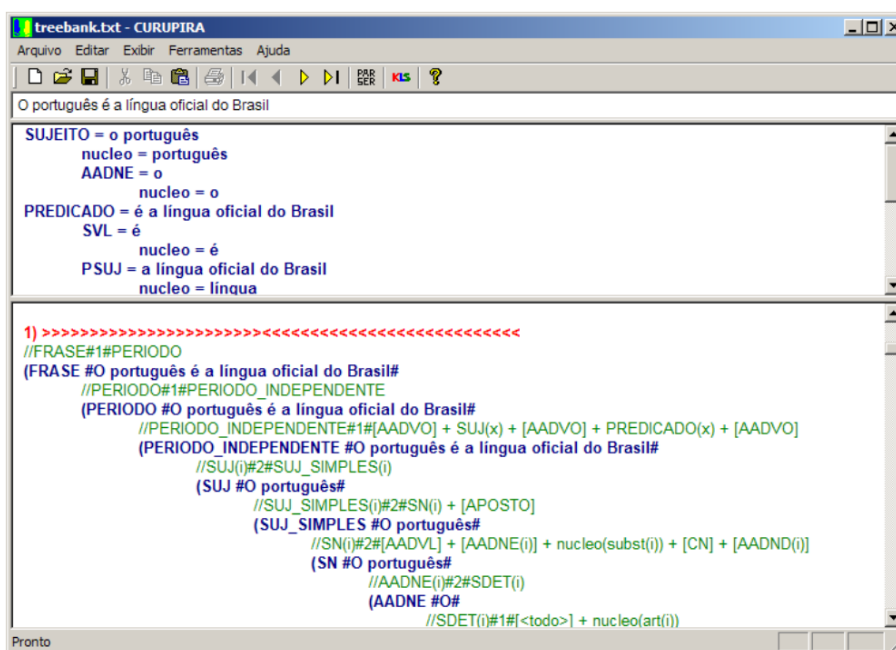 treebank.txt - CURUPIRA
Arquivo Editar Exibir Ferramentas Ajuda
PAR SER KLS ?
O português é a língua oficial do Brasil
SUJEITO = o português
nucleo = português
AADNE = o
nucleo = o
PREDICADO = é a língua oficial do Brasil
SVL = é
nucleo = é
PSUJ = a língua oficial do Brasil
nucleo = língua
1) >>>>>>>>>>>>>>>>>>>>>>><<<<<<<<<<<<<<<<<<<<<<<<<<<
//FRASE#1#PERIODO
(FRASE #O português é a língua oficial do Brasil#
//PERIODO#1#PERIODO_INDEPENDENTE
(PERIODO #O português é a língua oficial do Brasil#
//PERIODO_INDEPENDENTE#1#[AADVO] + SUJ(x) + [AADVO] + PREDICADO(x) + [AADVO]
(PERIODO_INDEPENDENTE #O português é a língua oficial do Brasil#
//SUJ(i)#2#SUJ_SIMPLES(i)
(SUJ #O português#
//SUJ_SIMPLES(i)#2#SN(i) + [APOSTO]
(SUJ_SIMPLES #O português#
//SN(i)#2#[AADVL] + [AADNE(i)] + nucleo(subst(i)) + [CN] + [AADND(i)]
(SN #O português#
//AADNE(i)#2#SDET(i)
(AADNE #O#
//SDET(i)#1#[<todo>] + nucleo(art(i))
Pronto